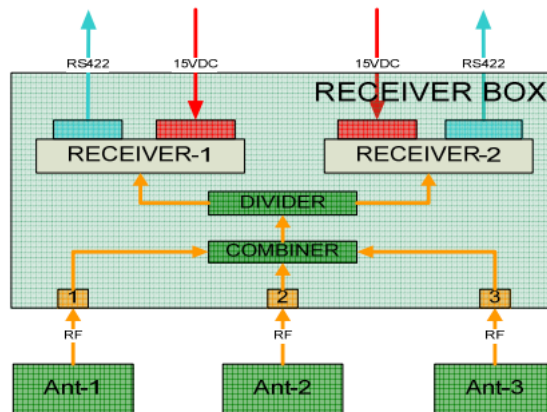 RS422 15VDC 15VDC RS422
RECEIVER BOX
RECEIVER-1 RECEIVER-2
DIVIDER
COMBINER
1 2 3
RF RF RF
Ant-1 Ant-2 Ant-3